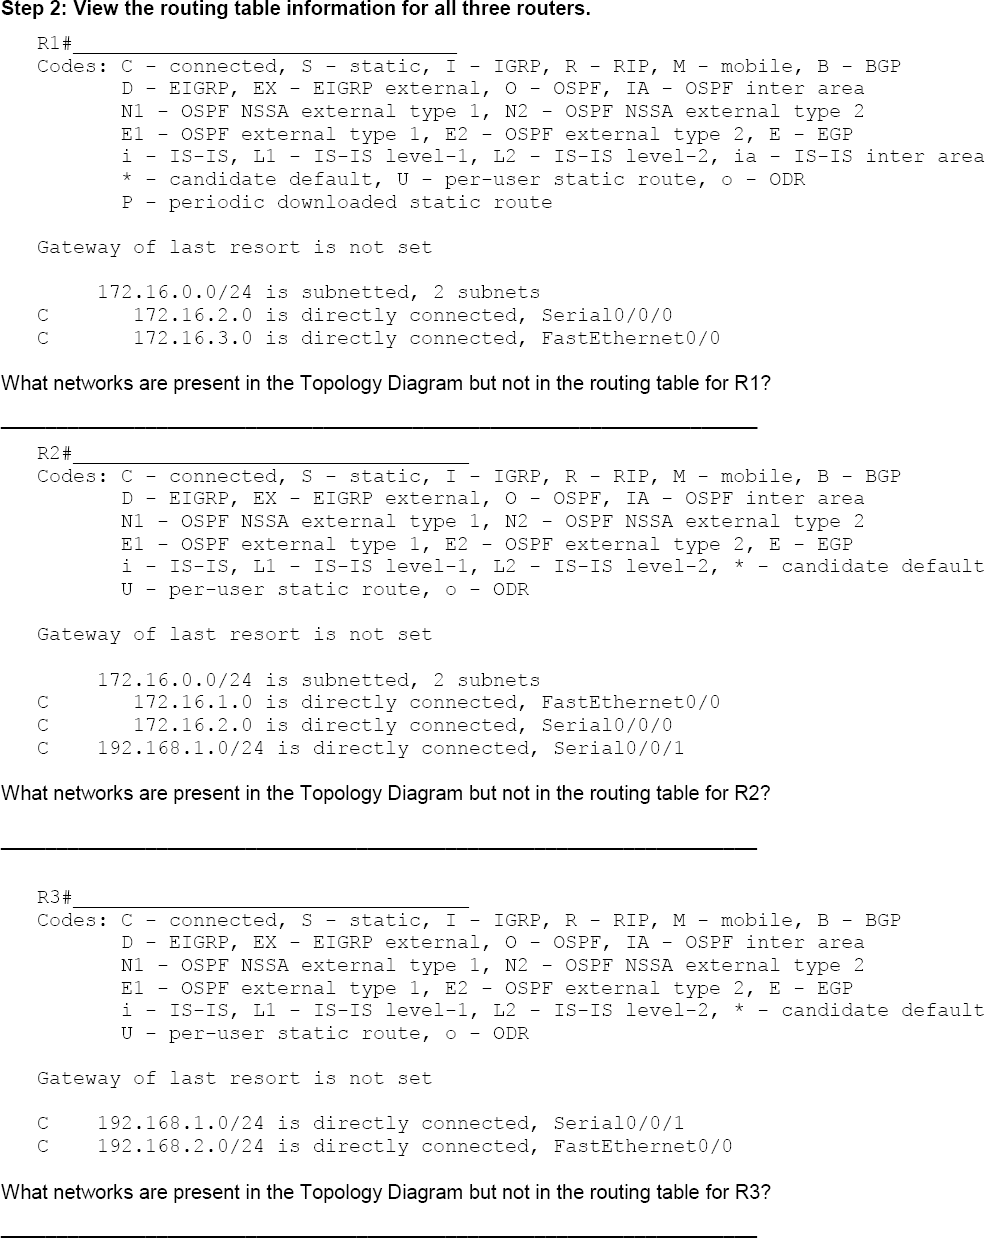 Step 2: View the routing table information for all three routers.
R1#________________________________
Codes: C - connected, S - static, I - IGRP, R - RIP, M - mobile, B - BGP
       D - EIGRP, EX - EIGRP external, O - OSPF, IA - OSPF inter area
       N1 - OSPF NSSA external type 1, N2 - OSPF NSSA external type 2
       E1 - OSPF external type 1, E2 - OSPF external type 2, E - EGP
       i - IS-IS, L1 - IS-IS level-1, L2 - IS-IS level-2, ia - IS-IS inter area
       * - candidate default, U - per-user static route, o - ODR
       P - periodic downloaded static route
Gateway of last resort is not set
     172.16.0.0/24 is subnetted, 2 subnets
C       172.16.2.0 is directly connected, Serial0/0/0
C       172.16.3.0 is directly connected, FastEthernet0/0
What networks are present in the Topology Diagram but not in the routing table for R1?
R2#_________________________________
Codes: C - connected, S - static, I - IGRP, R - RIP, M - mobile, B - BGP
       D - EIGRP, EX - EIGRP external, O - OSPF, IA - OSPF inter area
       N1 - OSPF NSSA external type 1, N2 - OSPF NSSA external type 2
       E1 - OSPF external type 1, E2 - OSPF external type 2, E - EGP
       i - IS-IS, L1 - IS-IS level-1, L2 - IS-IS level-2, * - candidate default
       U - per-user static route, o - ODR
Gateway of last resort is not set
     172.16.0.0/24 is subnetted, 2 subnets
C       172.16.1.0 is directly connected, FastEthernet0/0
C       172.16.2.0 is directly connected, Serial0/0/0
C    192.168.1.0/24 is directly connected, Serial0/0/1
What networks are present in the Topology Diagram but not in the routing table for R2?
R3#_________________________________
Codes: C - connected, S - static, I - IGRP, R - RIP, M - mobile, B - BGP
       D - EIGRP, EX - EIGRP external, O - OSPF, IA - OSPF inter area
       N1 - OSPF NSSA external type 1, N2 - OSPF NSSA external type 2
       E1 - OSPF external type 1, E2 - OSPF external type 2, E - EGP
       i - IS-IS, L1 - IS-IS level-1, L2 - IS-IS level-2, * - candidate default
       U - per-user static route, o - ODR
Gateway of last resort is not set
C    192.168.1.0/24 is directly connected, Serial0/0/1
C    192.168.2.0/24 is directly connected, FastEthernet0/0
What networks are present in the Topology Diagram but not in the routing table for R3?